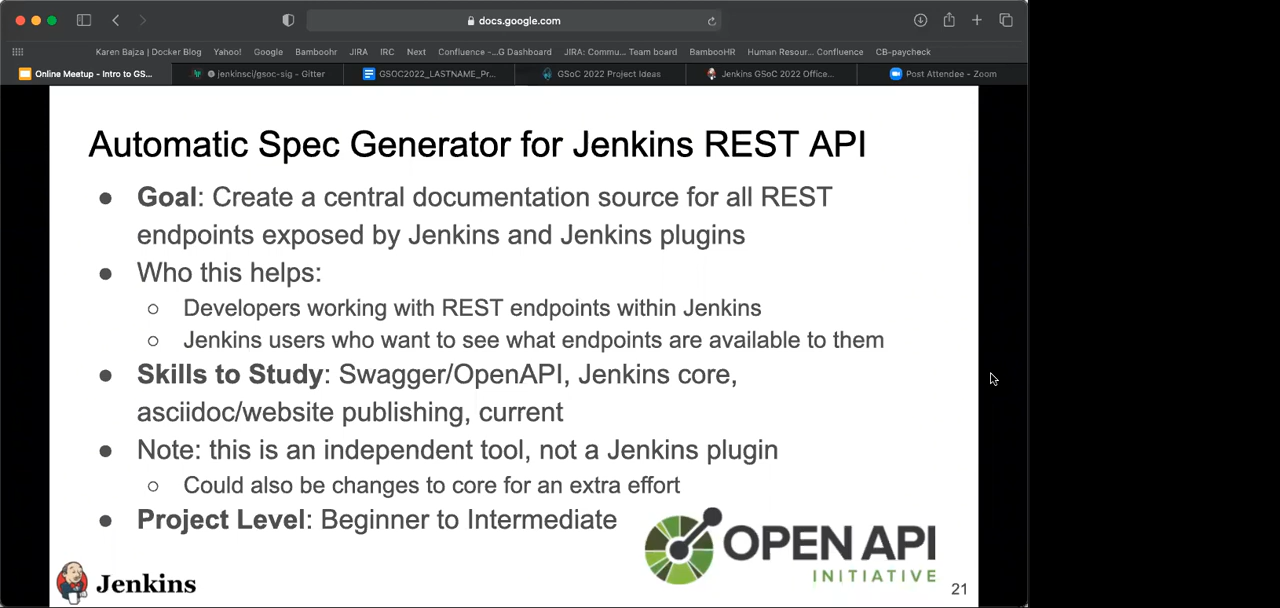 docs.google.com
Karen Bajza | Docker Blog Yahoo! Google Bamboohr JIRA IRC Next Confluence -...G Dashboard JIRA: Commu... Team board BambooHR Human Resour... Confluence CB-paycheck
Online Meetup - Intro to GS... jenkinsci/gsoc-sig - Gitter GSOC2022_LASTNAME_Pr... GSoC 2022 Project Ideas Jenkins GSoC 2022 Office... Post Attendee - Zoom
Automatic Spec Generator for Jenkins REST API
● Goal: Create a central documentation source for all REST
endpoints exposed by Jenkins and Jenkins plugins
● Who this helps:
○ Developers working with REST endpoints within Jenkins
○ Jenkins users who want to see what endpoints are available to them
● Skills to Study: Swagger/OpenAPI, Jenkins core,
asciidoc/website publishing, current
● Note: this is an independent tool, not a Jenkins plugin
○ Could also be changes to core for an extra effort
● Project Level: Beginner to Intermediate
OPEN API
INITIATIVE
Jenkins
21